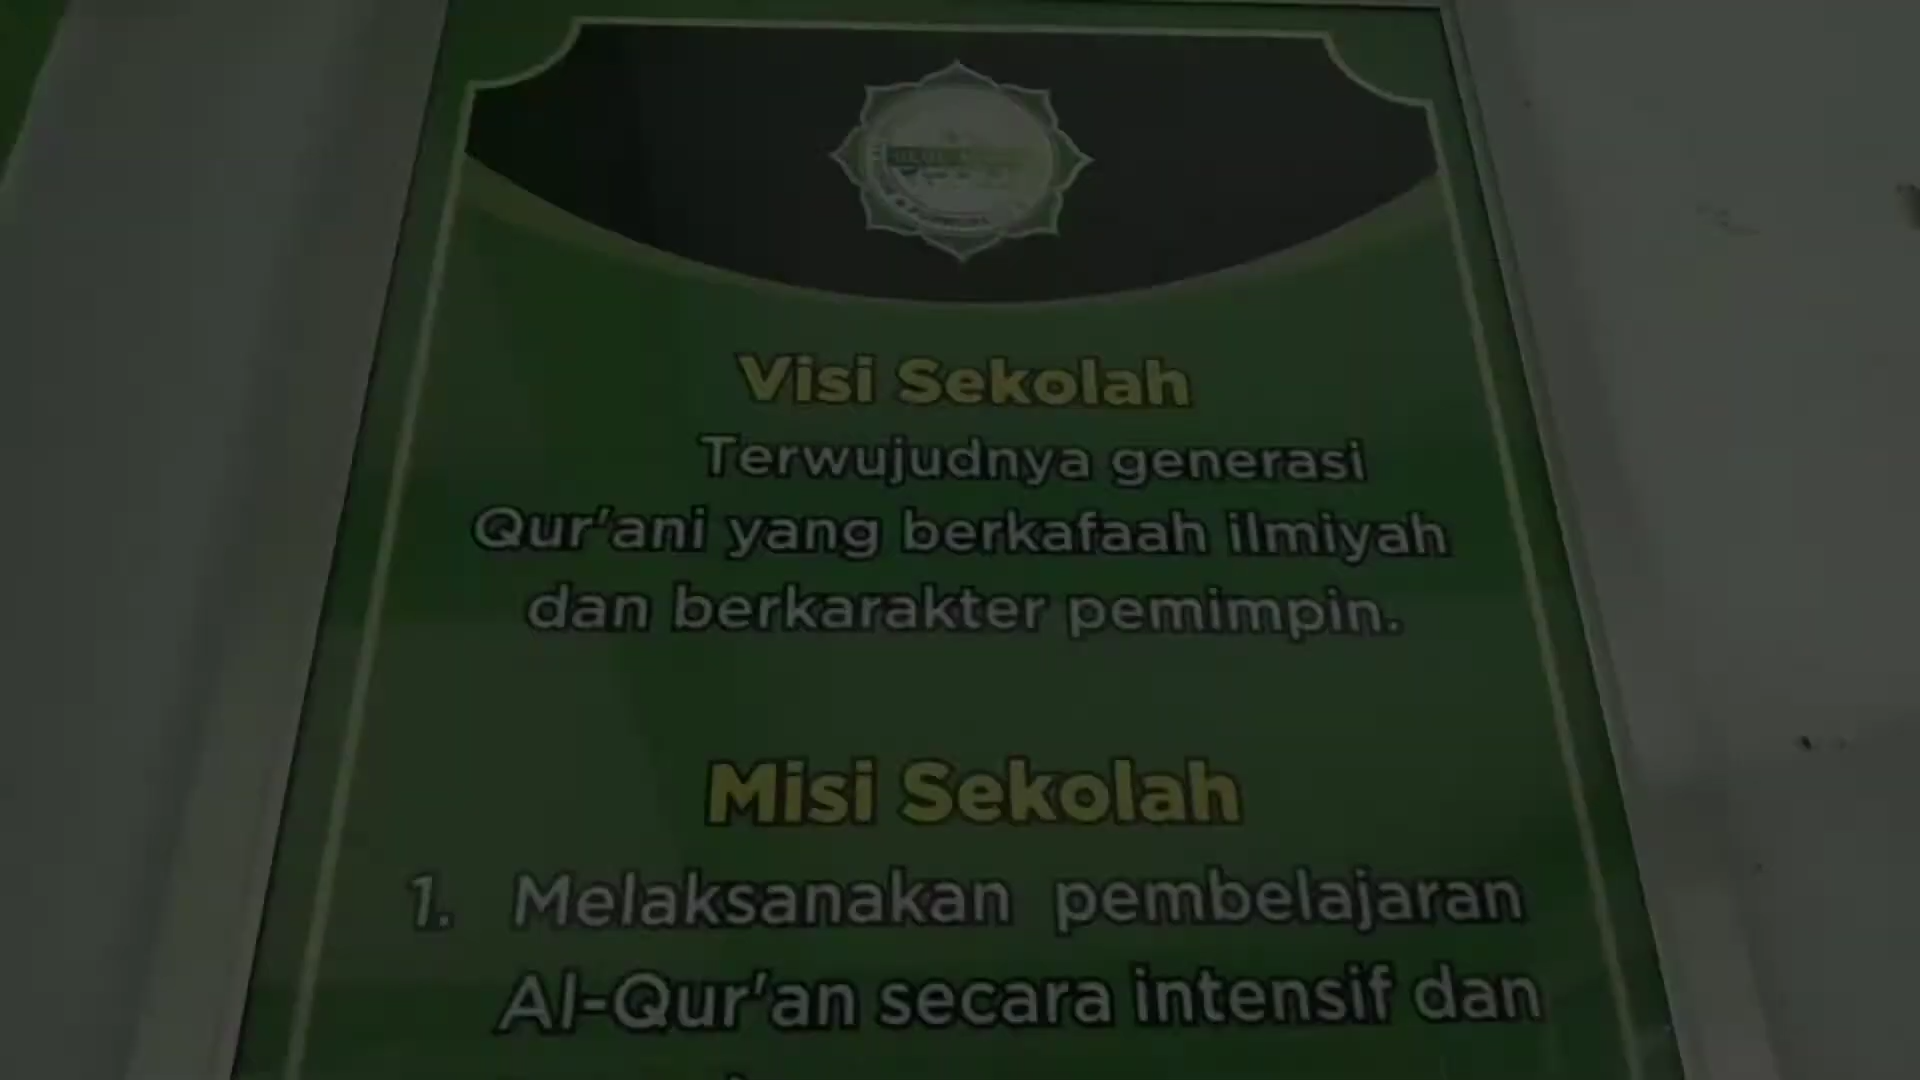 Visi Sekolah
Terwujudnya generasi
Qur'ani yang berkafaah ilmiyah
dan berkarakter pemimpin.
Misi Sekolah
1. Melaksanakan pembelajaran
Al-Qur'an secara intensif dan